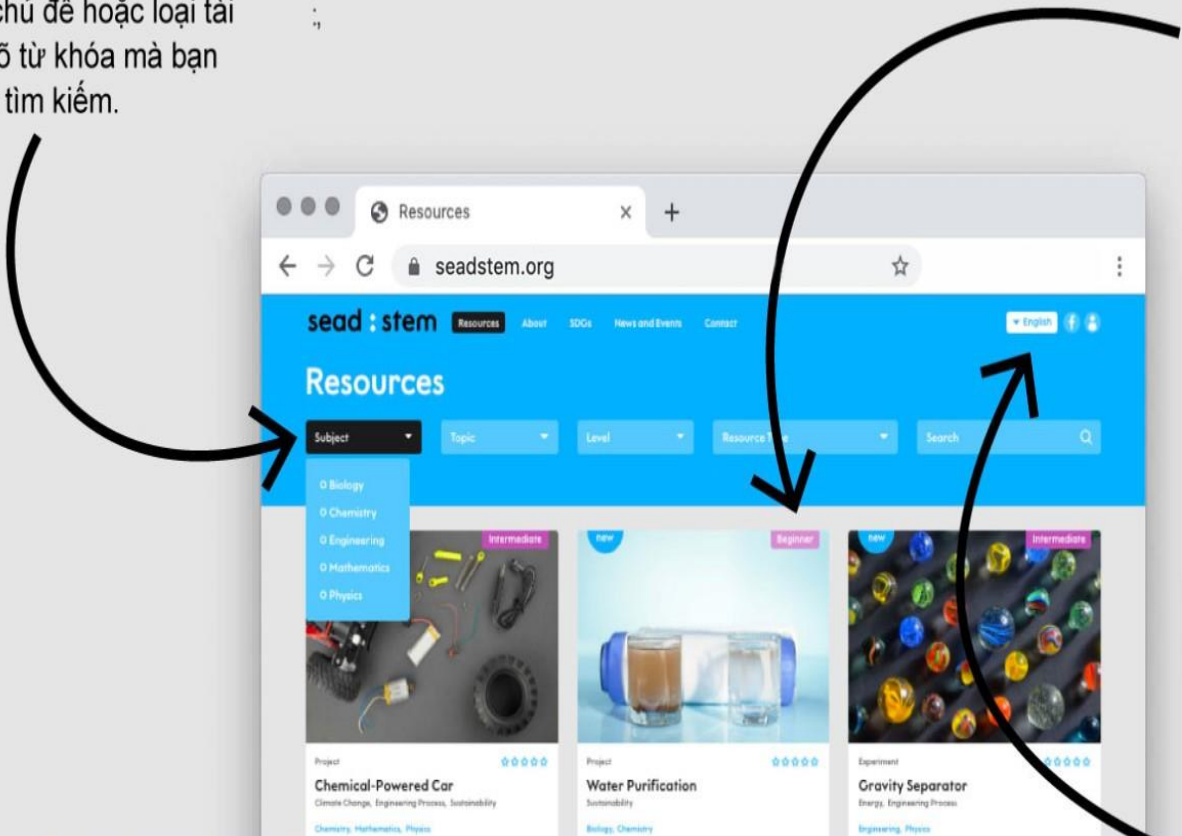 chủ đề hoặc loại tài
õ từ khóa mà bạn
tìm kiếm.
:,
Resources
seadstem.org
sead : stem
Resources About SDGs News and Events Contact
English
Resources
Subject Topic Level Resource Type Search
Biology
Chemistry
Engineering
Mathematics
Physics
Intermediate
new Beginner
new Intermediate
Project
Chemical-Powered Car
Climate Change, Engineering Process, Sustainability
Chemistry, Mathematics, Physics
Project
Water Purification
Sustainability
Biology, Chemistry
Experiment
Gravity Separator
Energy, Engineering Process
Engineering, Physics